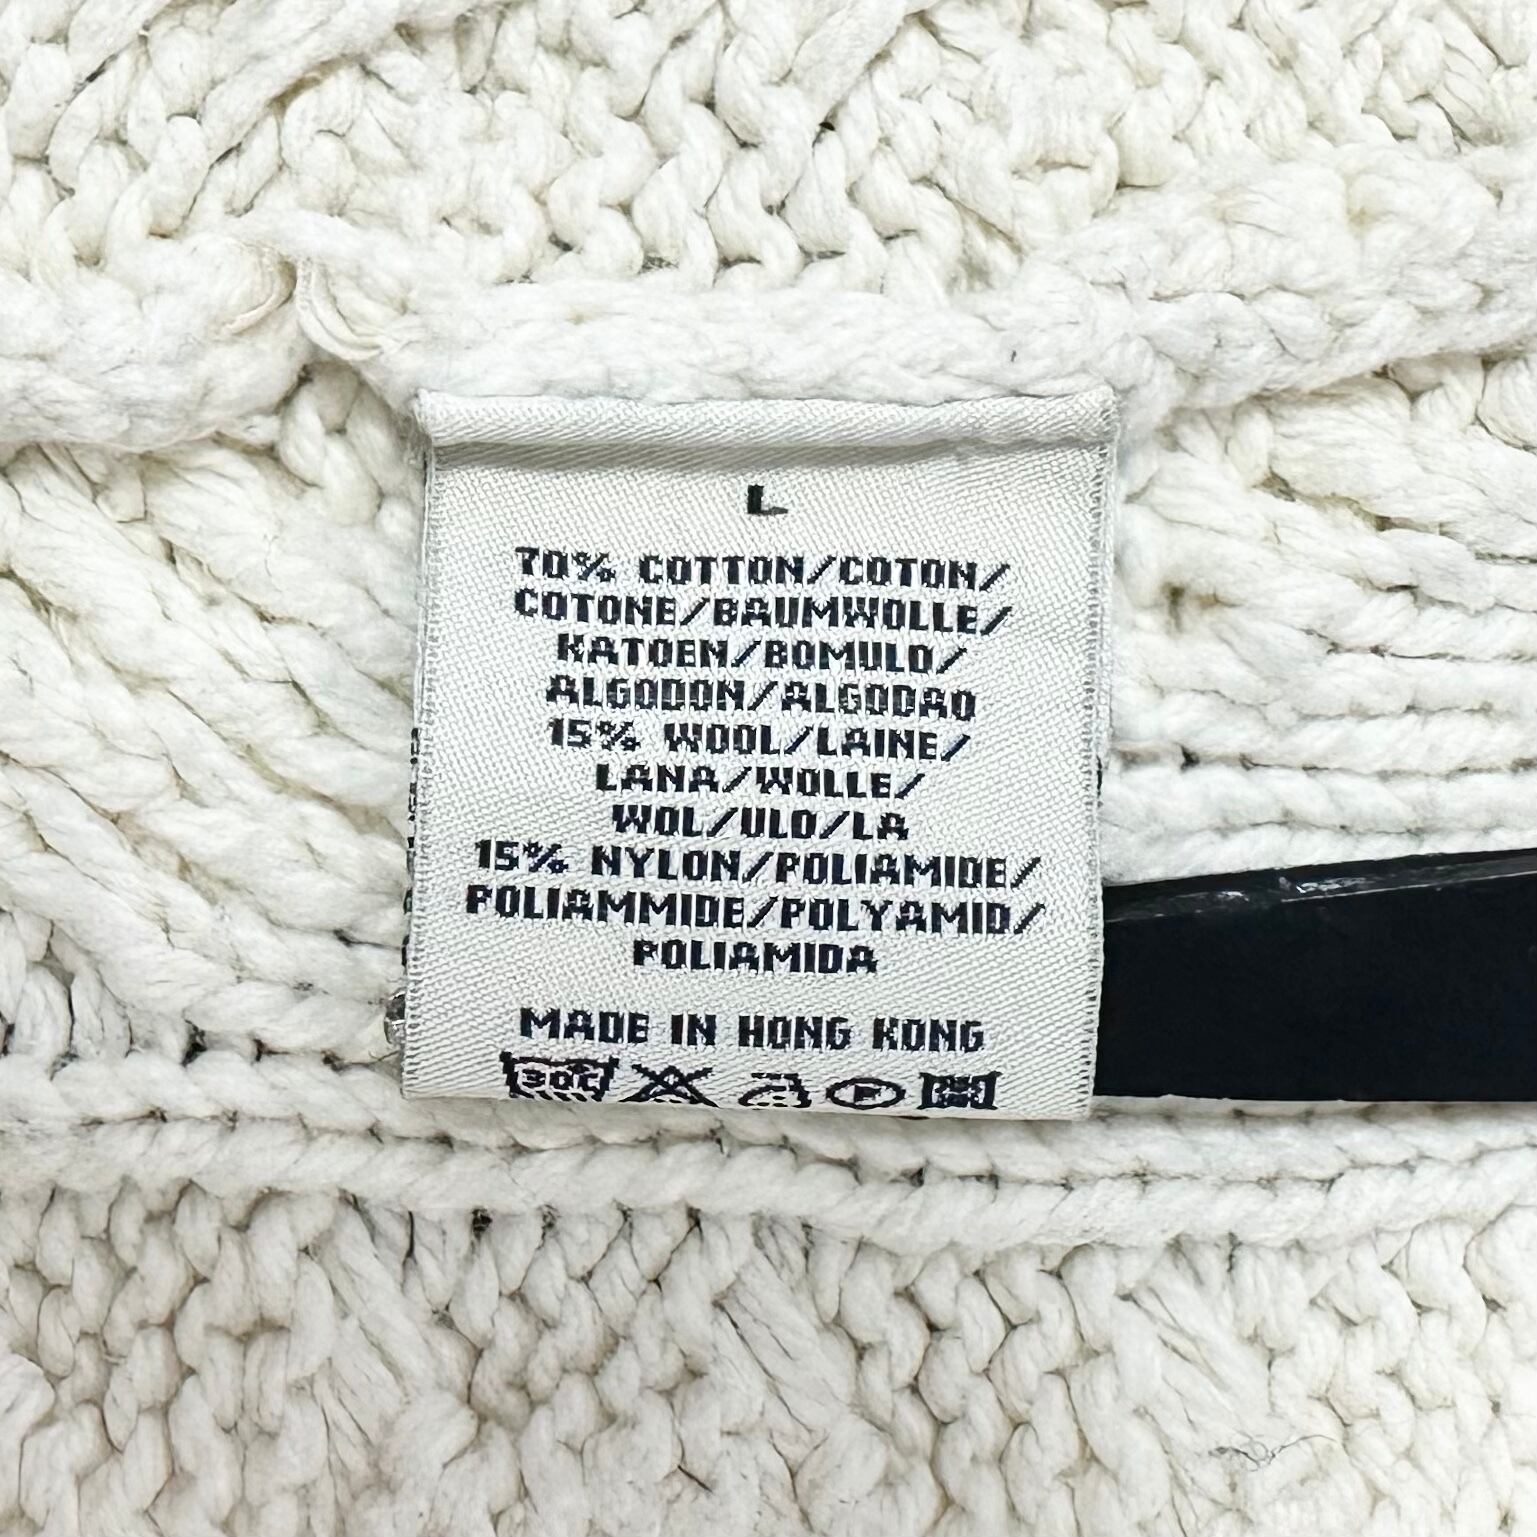 L
70% COTTON/COTON/
COTONE/BAUMWOLLE/
KATOEN/BOMULD/
ALGODON/ALGODAO
15% WOOL/LAINE/
LANA/WOLLE/
WOL/ULD/LA
15% NYLON/POLIAMIDE/
POLIAMMIDE/POLYAMID/
POLIAMIDA
MADE IN HONG KONG
30C P